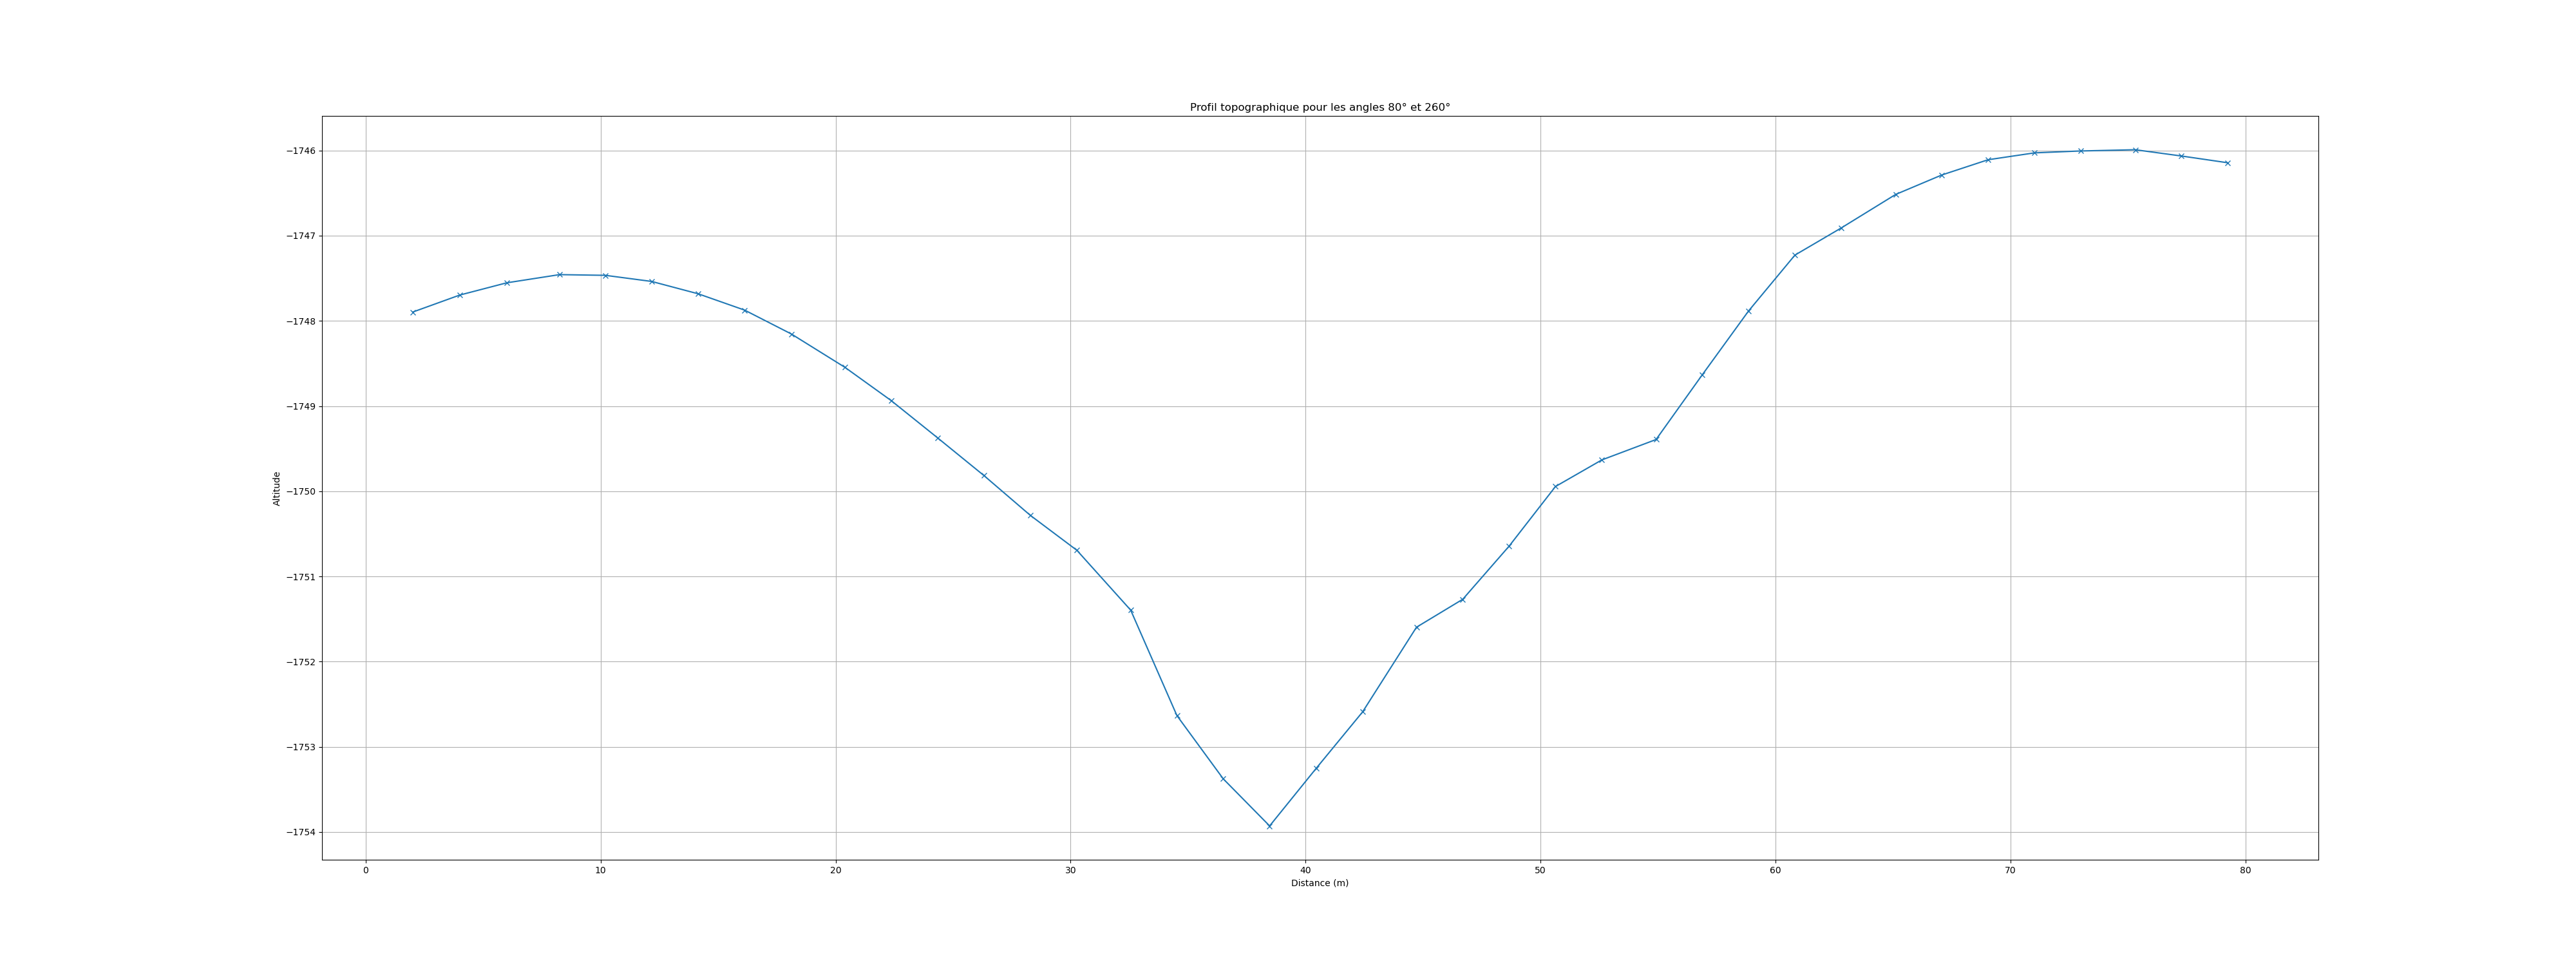 Profil topographique pour les angles 80° et 260°
−1746
−1747
−1748
−1749
−1750
−1751
−1752
−1753
−1754
Altitude
0 10 20 30 40 50 60 70 80
Distance (m)